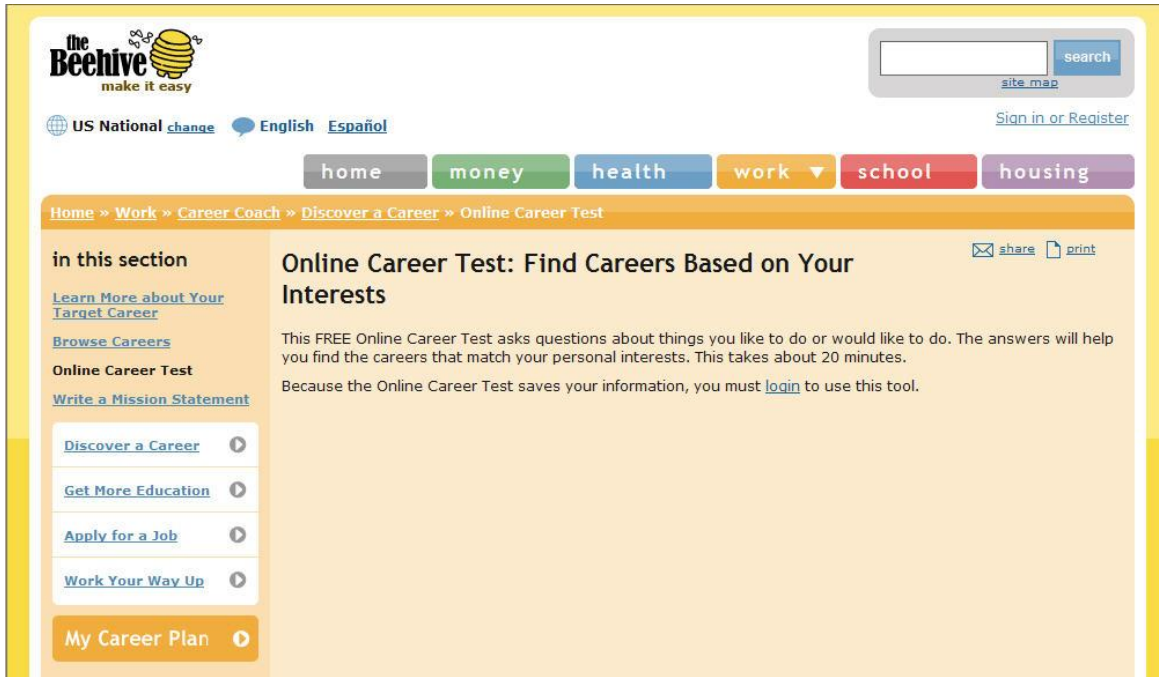 the
Beehive
make it easy
search
site map
US National change English Español
Sign in or Register
home money health work school housing
Home » Work » Career Coach » Discover a Career » Online Career Test
in this section
Learn More about Your
Target Career
Browse Careers
Online Career Test
Write a Mission Statement
Discover a Career
Get More Education
Apply for a Job
Work Your Way Up
My Career Plan
share print
Online Career Test: Find Careers Based on Your
Interests
This FREE Online Career Test asks questions about things you like to do or would like to do. The answers will help
you find the careers that match your personal interests. This takes about 20 minutes.
Because the Online Career Test saves your information, you must login to use this tool.